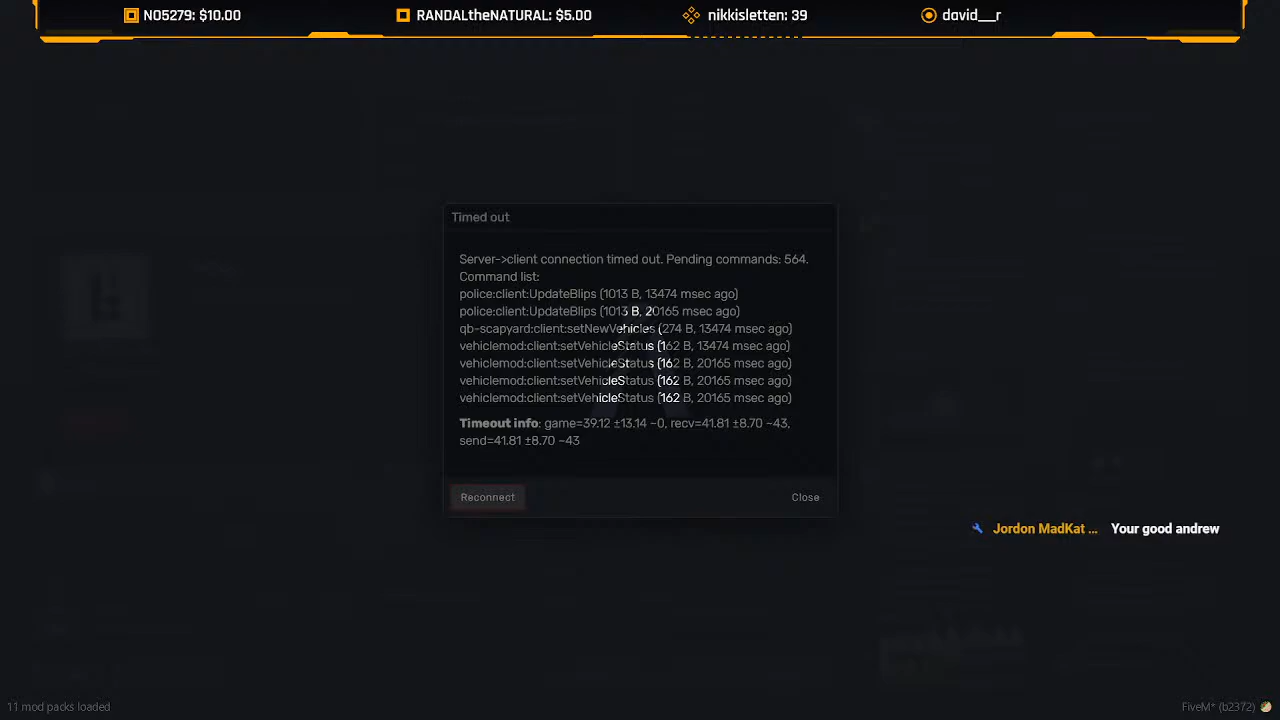 NO5279: $10.00
RANDALtheNATURAL: $5.00
nikkisletten: 39
david__r
Timed out
Server->client connection timed out. Pending commands: 564.
Command list:
police:client:UpdateBlips (1013 B, 13474 msec ago)
police:client:UpdateBlips (1013 B, 20165 msec ago)
qb-scapyard:client:setNewVehicles (274 B, 13474 msec ago)
vehiclemod:client:setVehicleStatus (162 B, 13474 msec ago)
vehiclemod:client:setVehicleStatus (162 B, 20165 msec ago)
vehiclemod:client:setVehicleStatus (162 B, 20165 msec ago)
vehiclemod:client:setVehicleStatus (162 B, 20165 msec ago)
Timeout info: game=39.12 ±13.14 ~0, recv=41.81 ±8.70 ~43,
send=41.81 ±8.70 ~43
Reconnect
Close
Jordon MadKat ... Your good andrew
11 mod packs loaded
FiveM* (b2372)